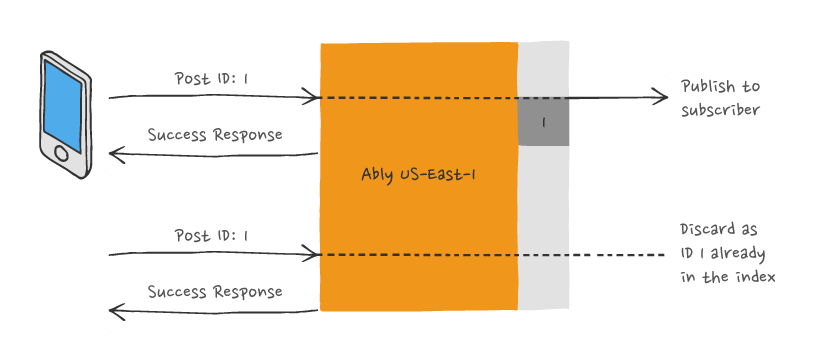 Post ID: 1
Publish to
subscriber
1
Success Response
Ably US-East-1
Post ID: 1
Discard as
ID 1 already
in the index
Success Response